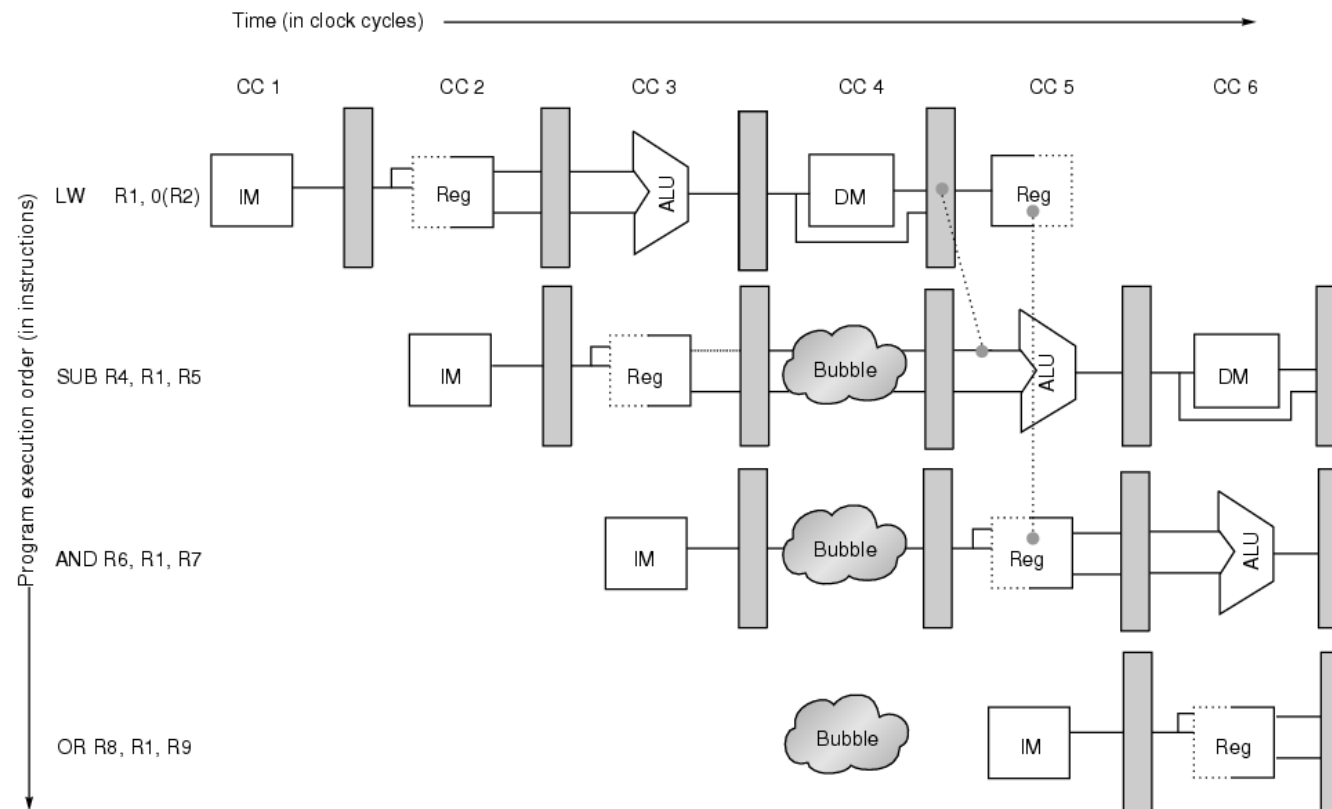 Time (in clock cycles)
CC 1 CC 2 CC 3 CC 4 CC 5 CC 6
Program execution order (in instructions)
LW R1, 0(R2) IM Reg ALU DM Reg
SUB R4, R1, R5 IM Reg Bubble ALU DM
AND R6, R1, R7 IM Bubble Reg ALU
OR R8, R1, R9 Bubble IM Reg